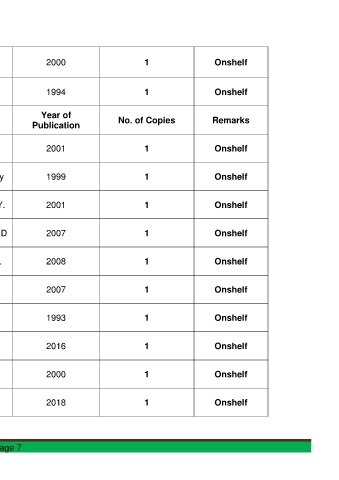 2000 1 Onshelf
1994 1 Onshelf
Year of Publication No. of Copies Remarks
2001 1 Onshelf
y 1999 1 Onshelf
Y. 2001 1 Onshelf
D 2007 1 Onshelf
. 2008 1 Onshelf
2007 1 Onshelf
1993 1 Onshelf
2016 1 Onshelf
2000 1 Onshelf
2018 1 Onshelf
age 7